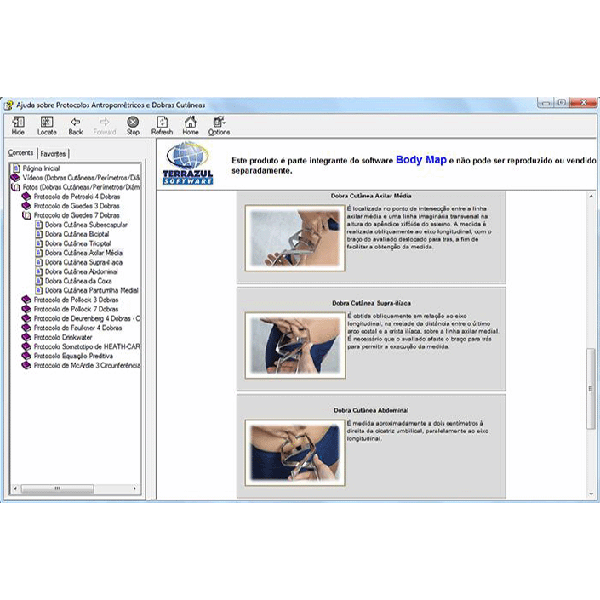 Ajuda sobre Protocolos Antropométricos e Dobras Cutâneas
Hide Locate Back Forward Stop Refresh Home Options
Contents Favorites
Página Inicial
Vídeos (Dobras Cutâneas/Perímetros/Diâ
Fotos (Dobras Cutâneas/Perímetros/Diâm
Protocolo de Petroski 4 Dobras
Protocolo de Guedes 3 Dobras
Protocolo de Guedes 7 Dobras
Dobra Cutânea Subescapular
Dobra Cutânea Bicipital
Dobra Cutânea Tricipital
Dobra Cutânea Axilar Média
Dobra Cutânea Supra-ilíaca
Dobra Cutânea Abdominal
Dobra Cutânea da Coxa
Dobra Cutânea Panturrilha Medial
Protocolo de Pollock 3 Dobras
Protocolo de Pollock 7 Dobras
Protocolo de Deurenberg 4 Dobras - C
Protocolo de Faulkner 4 Dobras
Protocolo Drinkwater
Protocolo Somatotipo de HEATH-CAR
Protocolo Equação Preditiva
Protocolo de McArdle 3 Circunferência
TERRAZUL
SOFTWARE
Este produto é parte integrante do software Body Map e não pode ser reproduzido ou vendido
separadamente.
Dobra Cutânea Axilar Média
É localizada no ponto de intersecção entre a linha
axilar média e uma linha imaginária transversal na
altura do apêndice xifóide do esterno. A medida é
realizada obliquamente ao eixo longitudinal, com o
braço do avaliado deslocado para trás, a fim de
facilitar a obtenção da medida.
Dobra Cutânea Supra-ilíaca
É obtida obliquamente em relação ao eixo
longitudinal, na metade da distância entre o último
arco costal e a crista ilíaca, sobre a linha axilar medial.
É necessário que o avaliado afaste o braço para trás
para permitir a execução da medida.
Dobra Cutânea Abdominal
É medida aproximadamente a dois centímetros à
direita da cicatriz umbilical, paralelamente ao eixo
longitudinal.